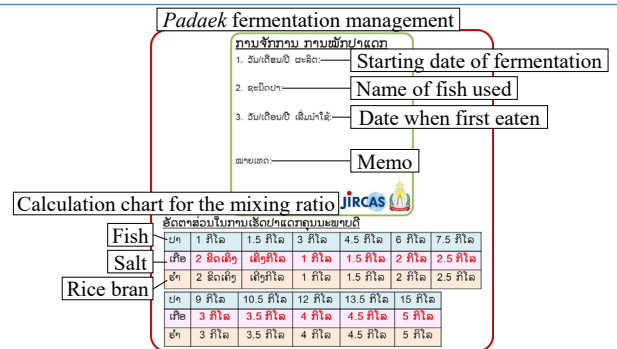 Padaek fermentation management
ການຈັດການ ການໝັກປາແດກ
1. ວັນ/ເດືອນ/ປີ ຜະລິດ: Starting date of fermentation
2. ຊະນິດປາ: Name of fish used
3. ວັນ/ເດືອນ/ປີ ເລີ່ມນຳໃຊ້: Date when first eaten
ໝາຍເຫດ: Memo
JIRCAS
Calculation chart for the mixing ratio
ອັດຕາສ່ວນໃນການເຮັດປາແດກຄຸນນະພາບດີ
Fish ປາ 1 ກິໂລ 1.5 ກິໂລ 3 ກິໂລ 4.5 ກິໂລ 6 ກິໂລ 7.5 ກິໂລ
Salt ເກືອ 2 ຂິດເຄິ່ງ ເຄິ່ງກິໂລ 1 ກິໂລ 1.5 ກິໂລ 2 ກິໂລ 2.5 ກິໂລ
Rice bran ຮຳ 2 ຂິດເຄິ່ງ ເຄິ່ງກິໂລ 1 ກິໂລ 1.5 ກິໂລ 2 ກິໂລ 2.5 ກິໂລ
ປາ 9 ກິໂລ 10.5 ກິໂລ 12 ກິໂລ 13.5 ກິໂລ 15 ກິໂລ
ເກືອ 3 ກິໂລ 3.5 ກິໂລ 4 ກິໂລ 4.5 ກິໂລ 5 ກິໂລ
ຮຳ 3 ກິໂລ 3.5 ກິໂລ 4 ກິໂລ 4.5 ກິໂລ 5 ກິໂລ